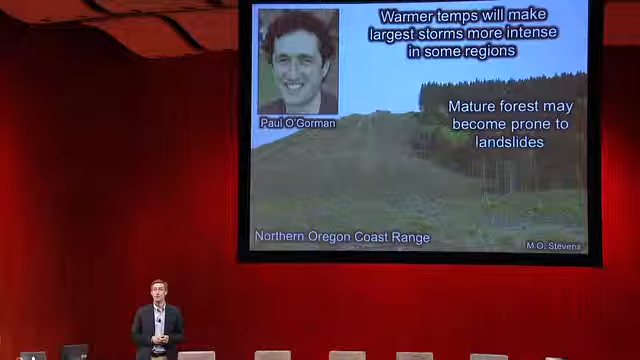 Warmer temps will make
largest storms more intense
in some regions
Paul O'Gorman
Mature forest may
become prone to
landslides
Northern Oregon Coast Range
M.O. Stevens